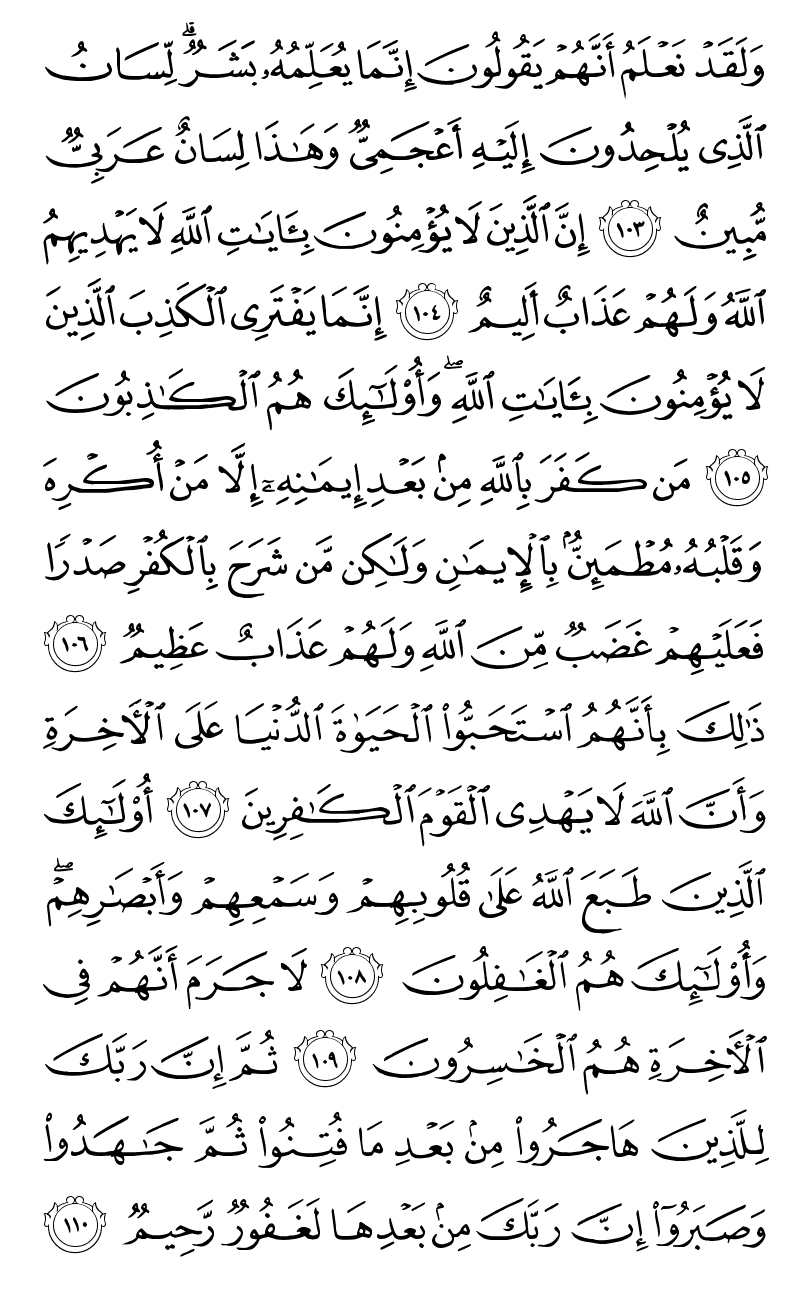 وَلَقَدۡ نَعۡلَمُ أَنَّهُمۡ يَقُولُونَ إِنَّمَا يُعَلِّمُهُۥ بَشَرٞۗ لِّسَانُ
ٱلَّذِي يُلۡحِدُونَ إِلَيۡهِ أَعۡجَمِيّٞ وَهَٰذَا لِسَانٌ عَرَبِيّٞ
مُّبِينٌ ١٠٣ إِنَّ ٱلَّذِينَ لَا يُؤۡمِنُونَ بِـَٔايَٰتِ ٱللَّهِ لَا يَهۡدِيهِمُ
ٱللَّهُ وَلَهُمۡ عَذَابٌ أَلِيمٌ ١٠٤ إِنَّمَا يَفۡتَرِي ٱلۡكَذِبَ ٱلَّذِينَ
لَا يُؤۡمِنُونَ بِـَٔايَٰتِ ٱللَّهِۖ وَأُوْلَٰٓئِكَ هُمُ ٱلۡكَٰذِبُونَ
١٠٥ مَن كَفَرَ بِٱللَّهِ مِنۢ بَعۡدِ إِيمَٰنِهِۦٓ إِلَّا مَنۡ أُكۡرِهَ
وَقَلۡبُهُۥ مُطۡمَئِنُّۢ بِٱلۡإِيمَٰنِ وَلَٰكِن مَّن شَرَحَ بِٱلۡكُفۡرِ صَدۡرٗا
فَعَلَيۡهِمۡ غَضَبٞ مِّنَ ٱللَّهِ وَلَهُمۡ عَذَابٌ عَظِيمٞ ١٠٦
ذَٰلِكَ بِأَنَّهُمُ ٱسۡتَحَبُّواْ ٱلۡحَيَوٰةَ ٱلدُّنۡيَا عَلَى ٱلۡأٓخِرَةِ
وَأَنَّ ٱللَّهَ لَا يَهۡدِي ٱلۡقَوۡمَ ٱلۡكَٰفِرِينَ ١٠٧ أُوْلَٰٓئِكَ
ٱلَّذِينَ طَبَعَ ٱللَّهُ عَلَىٰ قُلُوبِهِمۡ وَسَمۡعِهِمۡ وَأَبۡصَٰرِهِمۡۖ
وَأُوْلَٰٓئِكَ هُمُ ٱلۡغَٰفِلُونَ ١٠٨ لَا جَرَمَ أَنَّهُمۡ فِي
ٱلۡأٓخِرَةِ هُمُ ٱلۡخَٰسِرُونَ ١٠٩ ثُمَّ إِنَّ رَبَّكَ
لِلَّذِينَ هَاجَرُواْ مِنۢ بَعۡدِ مَا فُتِنُواْ ثُمَّ جَٰهَدُواْ
وَصَبَرُوٓاْ إِنَّ رَبَّكَ مِنۢ بَعۡدِهَا لَغَفُورٞ رَّحِيمٞ ١١٠